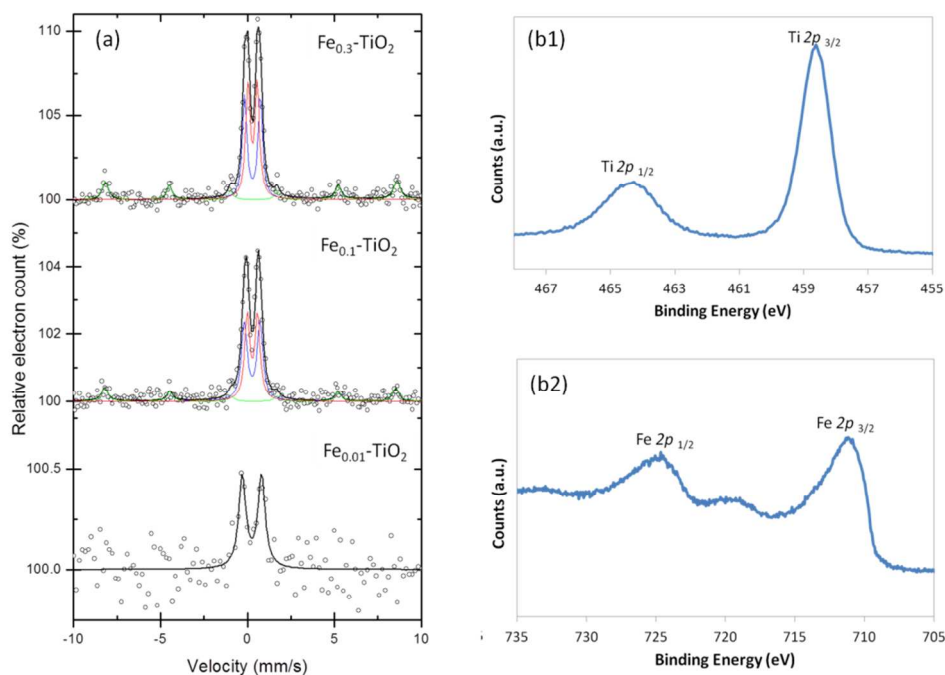 (a)
Fe0.3-TiO2
110
105
100
Relative electron count (%)
Fe0.1-TiO2
104
102
100
Fe0.01-TiO2
100.5
100.0
-10 -5 0 5 10
Velocity (mm/s)
(b1)
Ti 2p 3/2
Ti 2p 1/2
Counts (a.u.)
467 465 463 461 459 457 455
Binding Energy (eV)
(b2)
Fe 2p 3/2
Fe 2p 1/2
Counts (a.u.)
735 730 725 720 715 710 705
Binding Energy (eV)